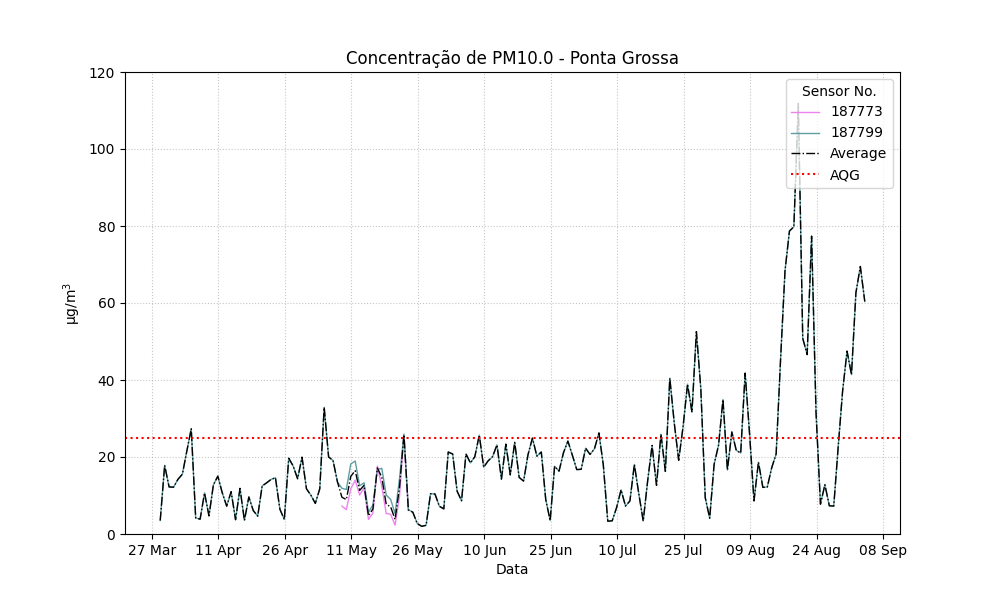 Concentração de PM10.0 - Ponta Grossa
Sensor No.
187773
187799
Average
AQG
120
100
80
60
40
20
0
µg/m³
27 Mar
11 Apr
26 Apr
11 May
26 May
10 Jun
25 Jun
10 Jul
25 Jul
09 Aug
24 Aug
08 Sep
Data